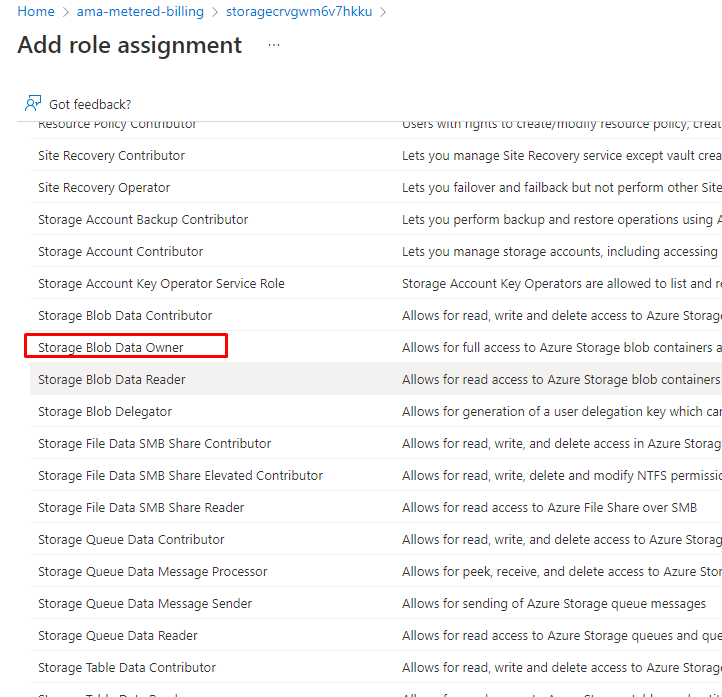 Home > ama-metered-billing > storagecrvgwm6v7hkku >
Add role assignment ...
Got feedback?
Resource Policy Contributor Users with rights to create/modify resource policy, creat
Site Recovery Contributor Lets you manage Site Recovery service except vault crea
Site Recovery Operator Lets you failover and failback but not perform other Site
Storage Account Backup Contributor Lets you perform backup and restore operations using A
Storage Account Contributor Lets you manage storage accounts, including accessing
Storage Account Key Operator Service Role Storage Account Key Operators are allowed to list and re
Storage Blob Data Contributor Allows for read, write and delete access to Azure Storag
Storage Blob Data Owner Allows for full access to Azure Storage blob containers a
Storage Blob Data Reader Allows for read access to Azure Storage blob containers
Storage Blob Delegator Allows for generation of a user delegation key which car
Storage File Data SMB Share Contributor Allows for read, write, and delete access in Azure Storag
Storage File Data SMB Share Elevated Contributor Allows for read, write, delete and modify NTFS permissic
Storage File Data SMB Share Reader Allows for read access to Azure File Share over SMB
Storage Queue Data Contributor Allows for read, write, and delete access to Azure Storag
Storage Queue Data Message Processor Allows for peek, receive, and delete access to Azure Stor
Storage Queue Data Message Sender Allows for sending of Azure Storage queue messages
Storage Queue Data Reader Allows for read access to Azure Storage queues and que
Storage Table Data Contributor Allows for read, write and delete access to Azure Storag